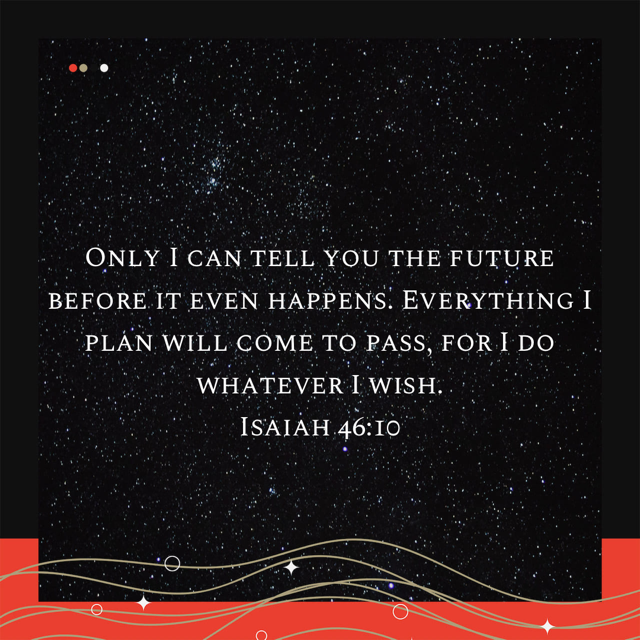 Only I can tell you the future
before it even happens. Everything I
plan will come to pass, for I do
whatever I wish.
Isaiah 46:10